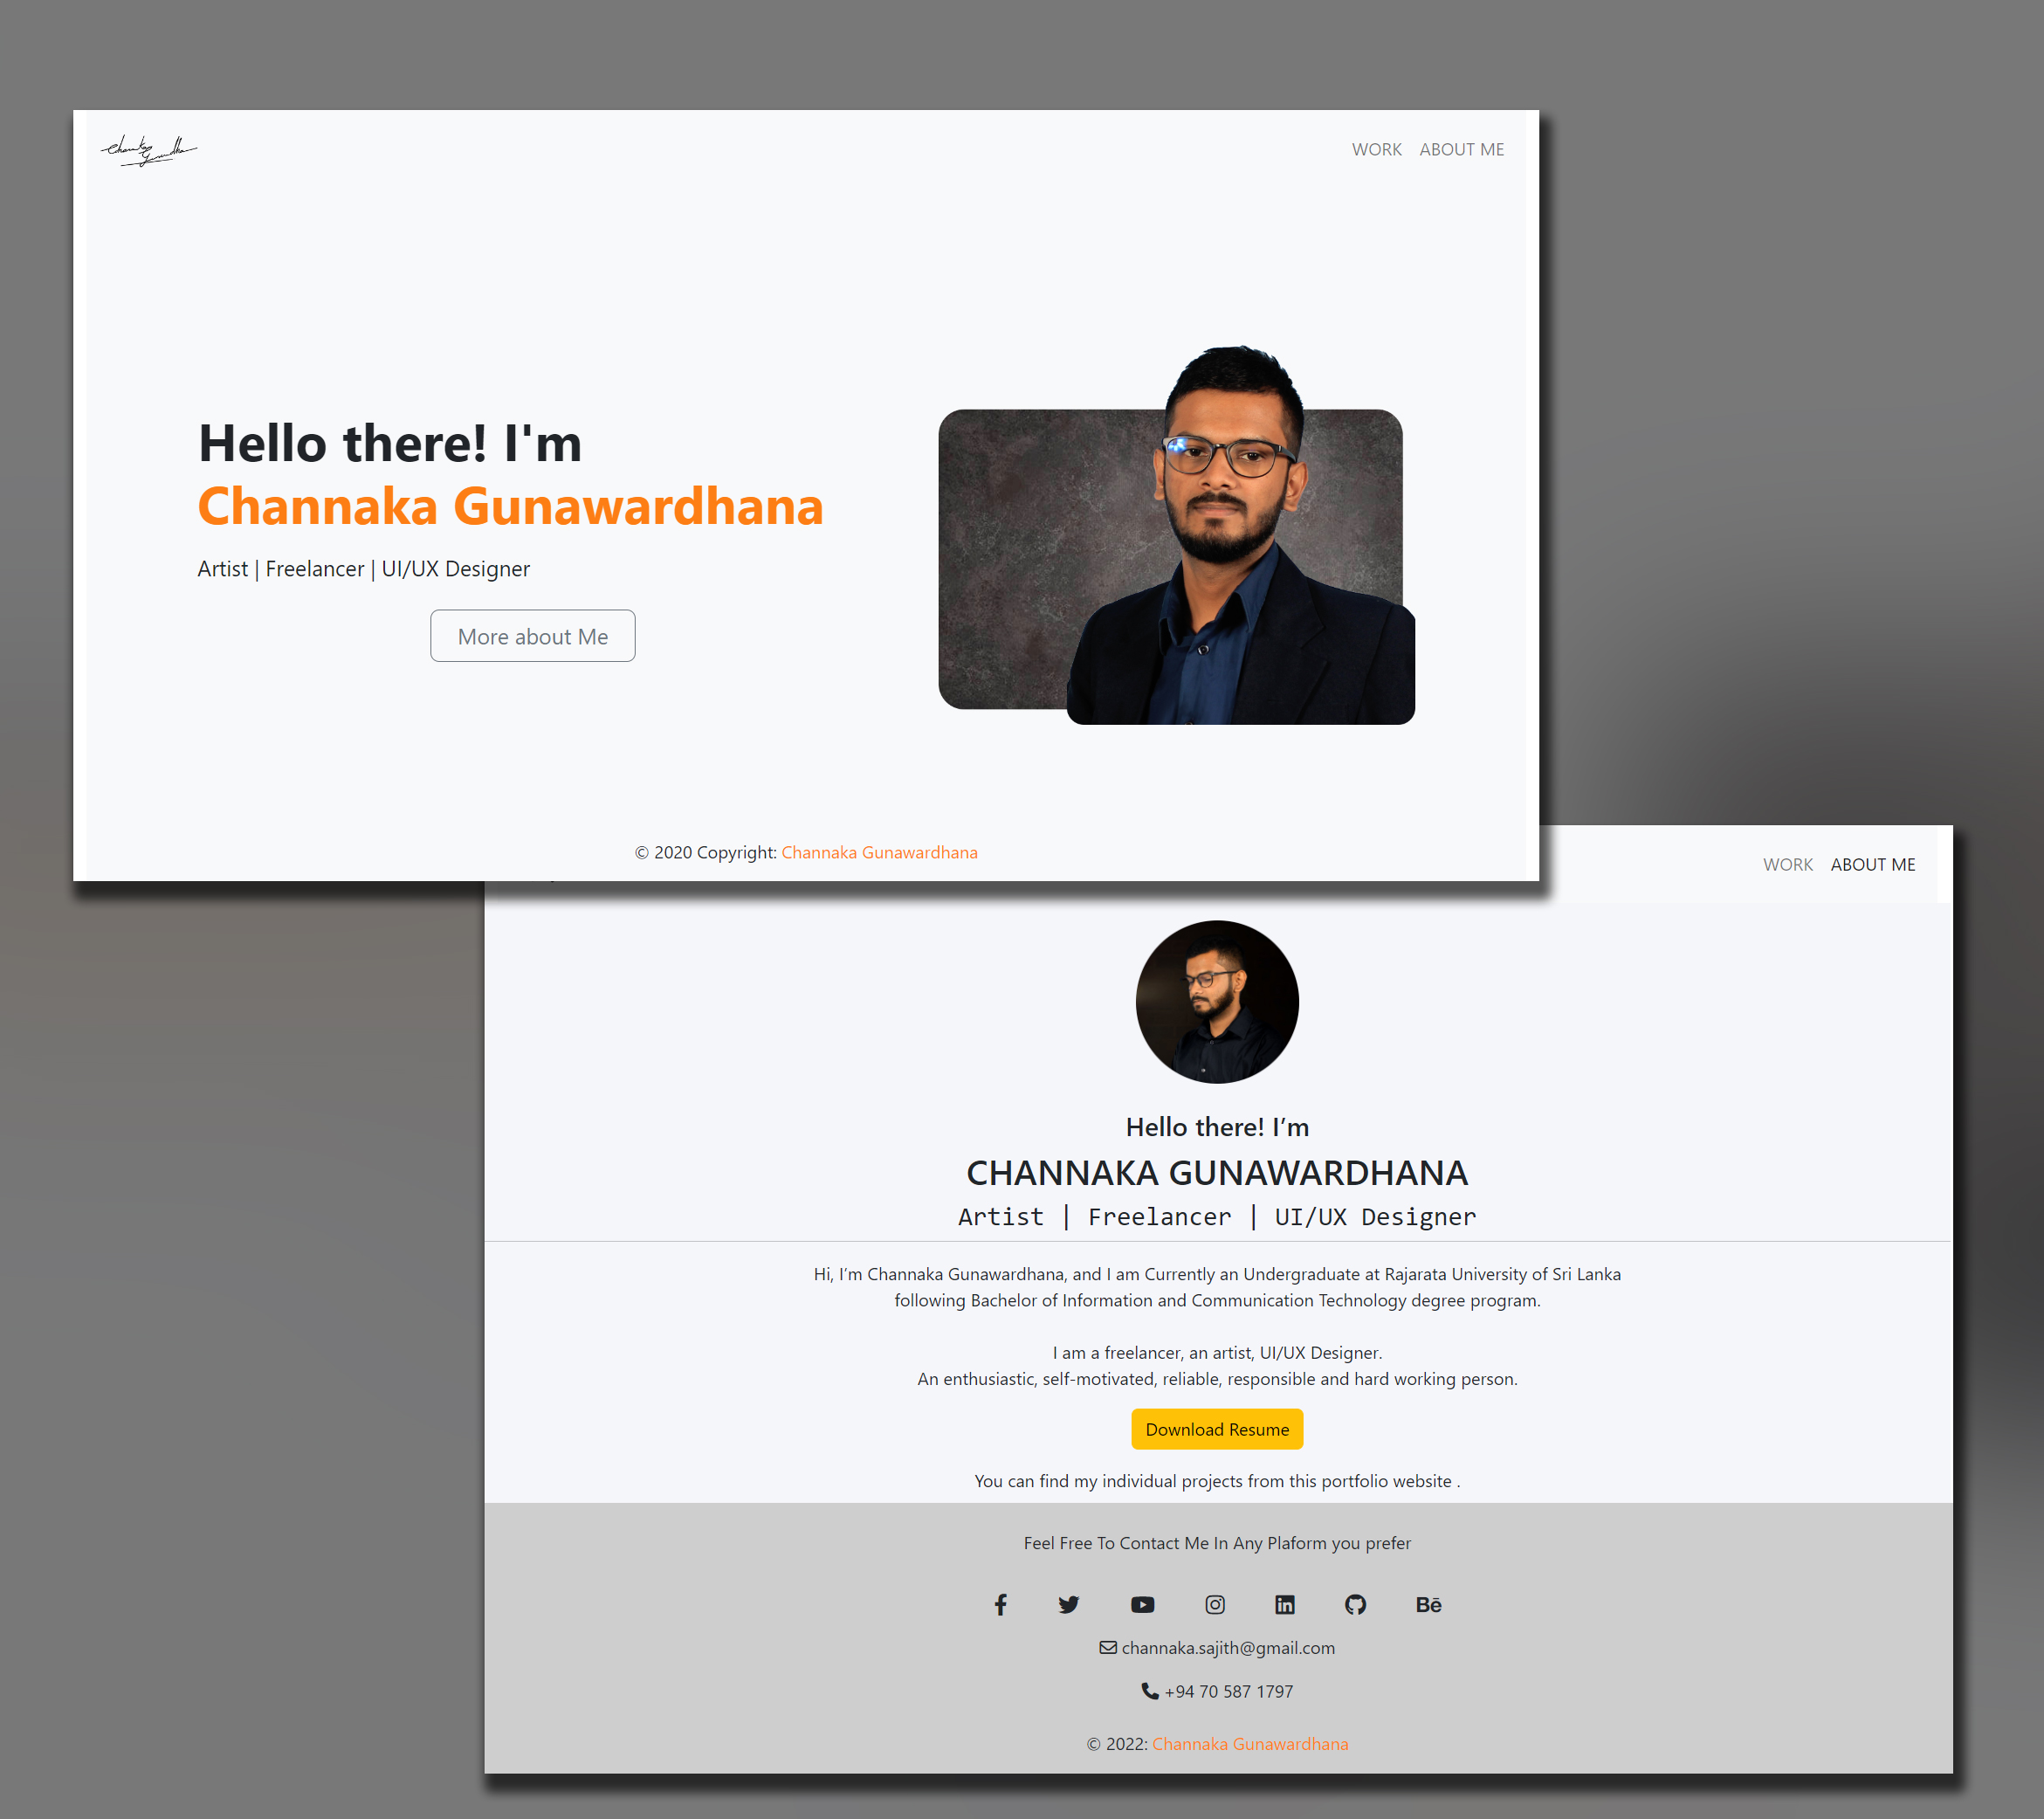 WORK ABOUT ME
Hello there! I'm
Channaka Gunawardhana
Artist | Freelancer | UI/UX Designer
More about Me
© 2020 Copyright: Channaka Gunawardhana
WORK ABOUT ME
Hello there! I’m
CHANNAKA GUNAWARDHANA
Artist | Freelancer | UI/UX Designer
Hi, I’m Channaka Gunawardhana, and I am Currently an Undergraduate at Rajarata University of Sri Lanka
following Bachelor of Information and Communication Technology degree program.
I am a freelancer, an artist, UI/UX Designer.
An enthusiastic, self-motivated, reliable, responsible and hard working person.
Download Resume
You can find my individual projects from this portfolio website .
Feel Free To Contact Me In Any Plaform you prefer
Bē
channaka.sajith@gmail.com
+94 70 587 1797
© 2022: Channaka Gunawardhana